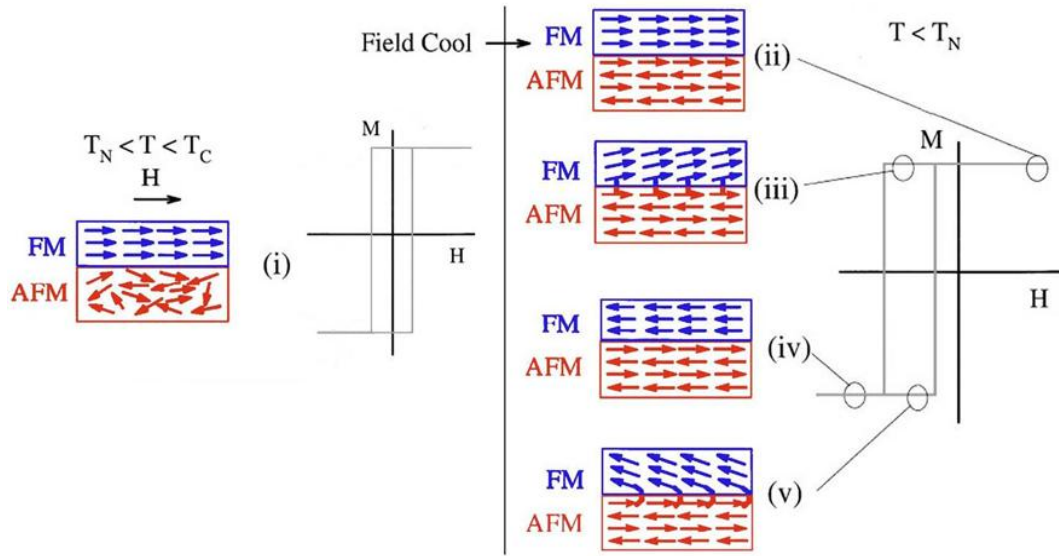 Field Cool
T_N < T < T_C
H
FM
AFM
(i)
M
H
FM
AFM
(ii)
T < T_N
FM
AFM
(iii)
FM
AFM
(iv)
FM
AFM
(v)
M
H